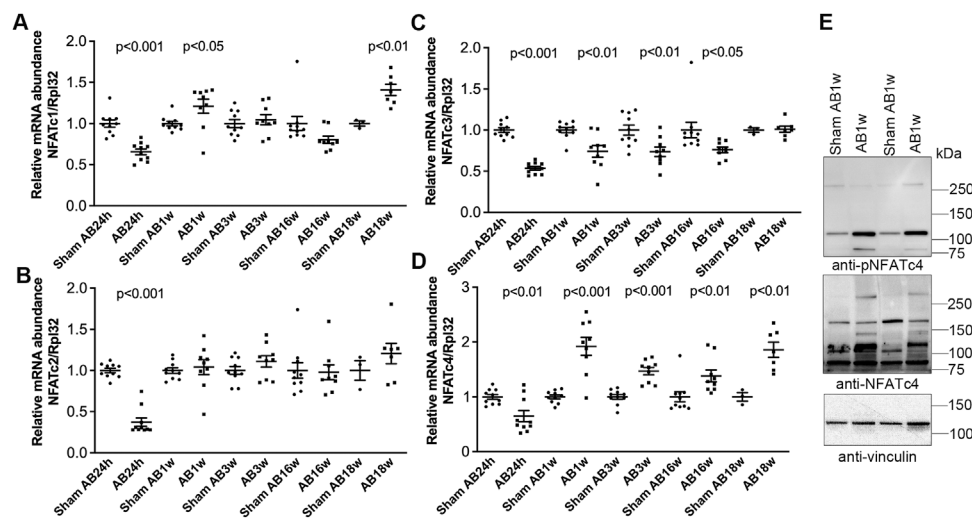 A
Relative mRNA abundance
NFATc1/Rpl32
2.0
1.5
1.0
0.5
0.0
p<0.001
p<0.05
p<0.01
Sham AB24h
AB24h
Sham AB1w
AB1w
Sham AB3w
AB3w
Sham AB16w
AB16w
Sham AB18w
AB18w
B
Relative mRNA abundance
NFATc2/Rpl32
2.0
1.5
1.0
0.5
0.0
p<0.001
Sham AB24h
AB24h
Sham AB1w
AB1w
Sham AB3w
AB3w
Sham AB16w
AB16w
Sham AB18w
AB18w
C
Relative mRNA abundance
NFATc3/Rpl32
2.0
1.5
1.0
0.5
0.0
p<0.001
p<0.01
p<0.01
p<0.05
Sham AB24h
AB24h
Sham AB1w
AB1w
Sham AB3w
AB3w
Sham AB16w
AB16w
Sham AB18w
AB18w
D
Relative mRNA abundance
NFATc4/Rpl32
3
2
1
0
p<0.01
p<0.001
p<0.001
p<0.01
p<0.01
Sham AB24h
AB24h
Sham AB1w
AB1w
Sham AB3w
AB3w
Sham AB16w
AB16w
Sham AB18w
AB18w
E
Sham AB1w
AB1w
Sham AB1w
AB1w
kDa
250
150
100
75
anti-pNFATc4
250
150
100
75
anti-NFATc4
150
100
anti-vinculin